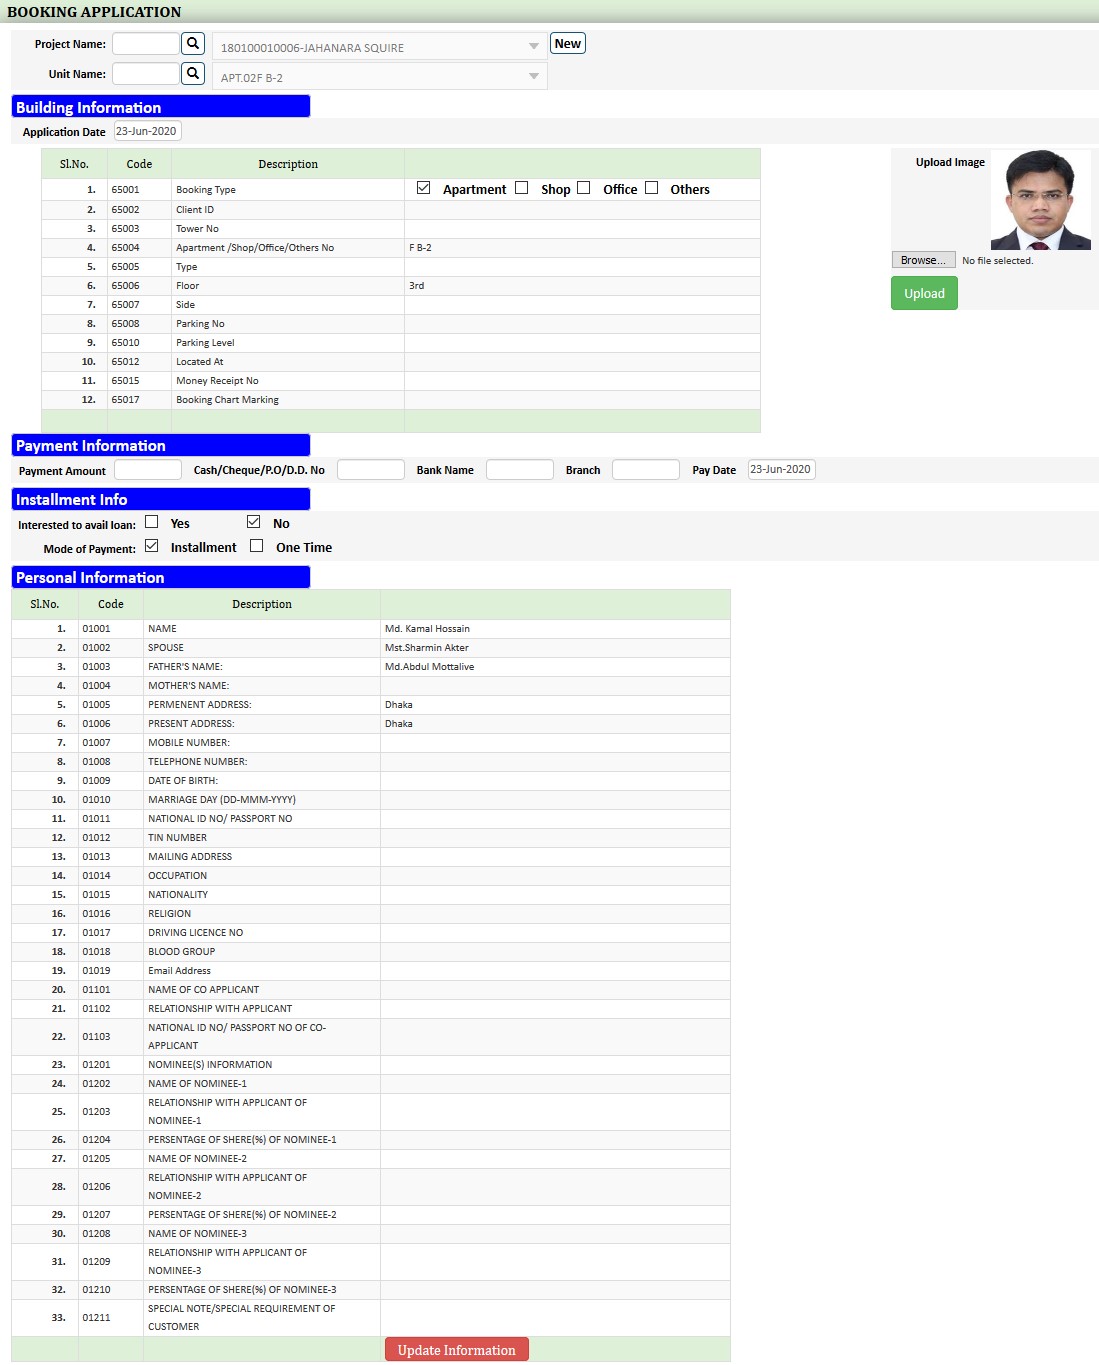 BOOKING APPLICATION
Project Name: 180100010006-JAHANARA SQUIRE New
Unit Name: APT.02F B-2
Building Information
Application Date 23-Jun-2020
Sl.No. Code Description
Upload Image
1. 65001 Booking Type Apartment Shop Office Others
2. 65002 Client ID
3. 65003 Tower No
4. 65004 Apartment /Shop/Office/Others No F B-2
Browse... No file selected.
5. 65005 Type
6. 65006 Floor 3rd
Upload
7. 65007 Side
8. 65008 Parking No
9. 65010 Parking Level
10. 65012 Located At
11. 65015 Money Receipt No
12. 65017 Booking Chart Marking
Payment Information
Payment Amount Cash/Cheque/P.O/D.D. No Bank Name Branch Pay Date 23-Jun-2020
Installment Info
Interested to avail loan: Yes No
Mode of Payment: Installment One Time
Personal Information
Sl.No. Code Description
1. 01001 NAME Md. Kamal Hossain
2. 01002 SPOUSE Mst.Sharmin Akter
3. 01003 FATHER'S NAME: Md.Abdul Mottalive
4. 01004 MOTHER'S NAME:
5. 01005 PERMENENT ADDRESS: Dhaka
6. 01006 PRESENT ADDRESS: Dhaka
7. 01007 MOBILE NUMBER:
8. 01008 TELEPHONE NUMBER:
9. 01009 DATE OF BIRTH:
10. 01010 MARRIAGE DAY (DD-MMM-YYYY)
11. 01011 NATIONAL ID NO/ PASSPORT NO
12. 01012 TIN NUMBER
13. 01013 MAILING ADDRESS
14. 01014 OCCUPATION
15. 01015 NATIONALITY
16. 01016 RELIGION
17. 01017 DRIVING LICENCE NO
18. 01018 BLOOD GROUP
19. 01019 Email Address
20. 01101 NAME OF CO APPLICANT
21. 01102 RELATIONSHIP WITH APPLICANT
22. 01103 NATIONAL ID NO/ PASSPORT NO OF CO-
APPLICANT
23. 01201 NOMINEE(S) INFORMATION
24. 01202 NAME OF NOMINEE-1
25. 01203 RELATIONSHIP WITH APPLICANT OF
NOMINEE-1
26. 01204 PERSENTAGE OF SHERE(%) OF NOMINEE-1
27. 01205 NAME OF NOMINEE-2
28. 01206 RELATIONSHIP WITH APPLICANT OF
NOMINEE-2
29. 01207 PERSENTAGE OF SHERE(%) OF NOMINEE-2
30. 01208 NAME OF NOMINEE-3
31. 01209 RELATIONSHIP WITH APPLICANT OF
NOMINEE-3
32. 01210 PERSENTAGE OF SHERE(%) OF NOMINEE-3
33. 01211 SPECIAL NOTE/SPECIAL REQUIREMENT OF
CUSTOMER
Update Information